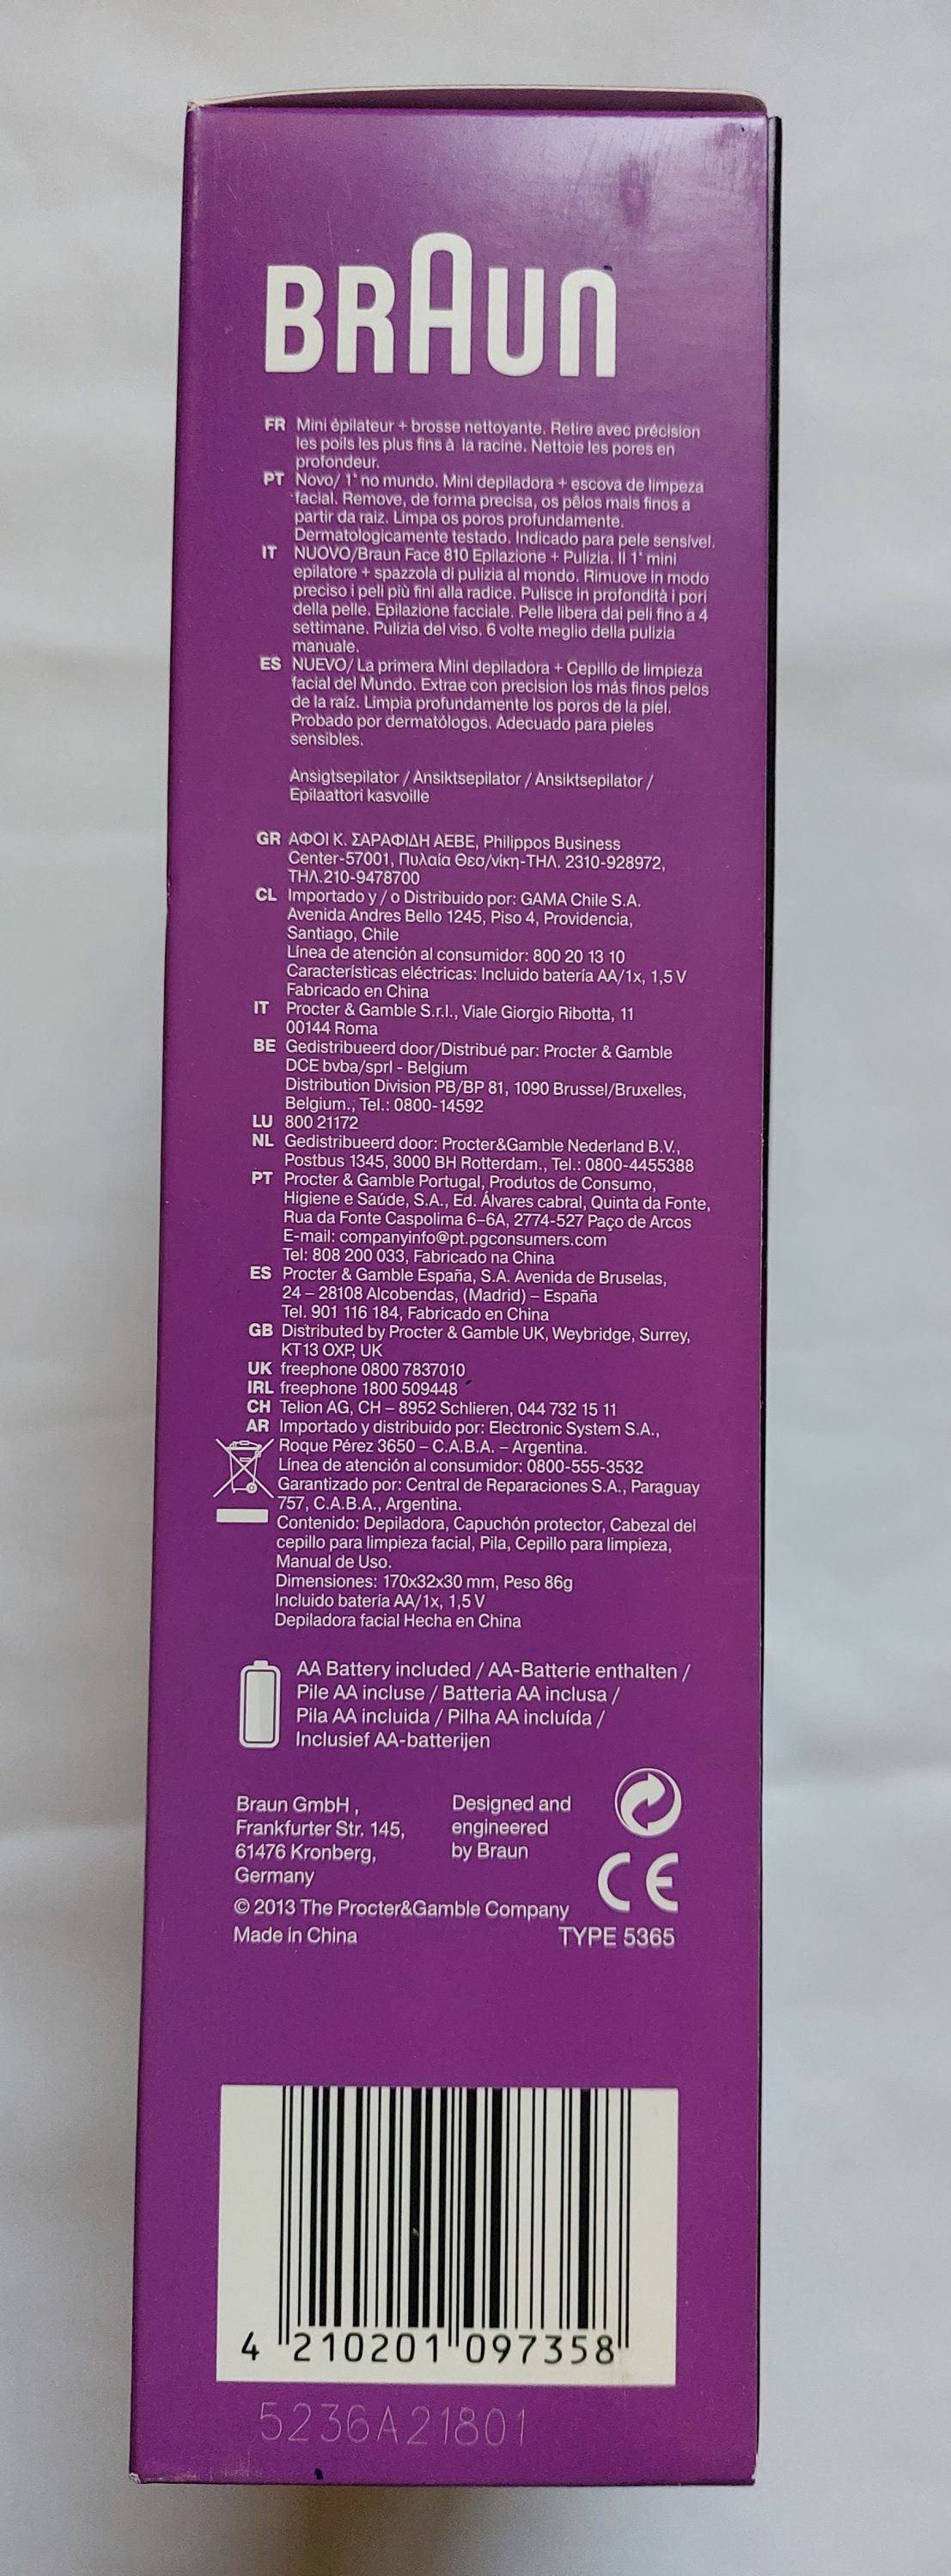 BRAUN
FR Mini épilateur + brosse nettoyante. Retire avec précision
les poils les plus fins à la racine. Nettoie les pores en
profondeur.
PT Novo/ 1° no mundo. Mini depiladora + escova de limpeza
facial. Remove, de forma precisa, os pêlos mais finos a
partir da raiz. Limpa os poros profundamente.
Dermatologicamente testado. Indicado para pele sensível.
IT NUOVO/Braun Face 810 Epilazione + Pulizia. Il 1° mini
epilatore + spazzola di pulizia al mondo. Rimuove in modo
preciso i peli più fini alla radice. Pulisce in profondità i pori
della pelle. Epilazione facciale. Pelle libera dai peli fino a 4
settimane. Pulizia del viso. 6 volte meglio della pulizia
manuale.
ES NUEVO/ La primera Mini depiladora + Cepillo de limpieza
facial del Mundo. Extrae con precision los más finos pelos
de la raíz. Limpia profundamente los poros de la piel.
Probado por dermatólogos. Adecuado para pieles
sensibles.
Ansigtsepilator / Ansiktsepilator / Ansiktsepilator /
Epilaattori kasvoille
GR ΑΦΟΙ Κ. ΣΑΡΑΦΙΔΗ ΑΕΒΕ, Philippos Business
Center-57001, Πυλαία Θεσ/νίκη-ΤΗΛ. 2310-928972,
ΤΗΛ.210-9478700
CL Importado y / o Distribuido por: GAMA Chile S.A.
Avenida Andres Bello 1245, Piso 4, Providencia,
Santiago, Chile
Línea de atención al consumidor: 800 20 13 10
Características eléctricas: Incluido batería AA/1x, 1,5 V
Fabricado en China
IT Procter & Gamble S.r.l., Viale Giorgio Ribotta, 11
00144 Roma
BE Gedistribueerd door/Distribué par: Procter & Gamble
DCE bvba/sprl - Belgium
Distribution Division PB/BP 81, 1090 Brussel/Bruxelles,
Belgium., Tel.: 0800-14592
LU 800 21172
NL Gedistribueerd door: Procter&Gamble Nederland B.V.,
Postbus 1345, 3000 BH Rotterdam., Tel.: 0800-4455388
PT Procter & Gamble Portugal, Produtos de Consumo,
Higiene e Saúde, S.A., Ed. Álvares cabral, Quinta da Fonte,
Rua da Fonte Caspolima 6–6A, 2774-527 Paço de Arcos
E-mail: companyinfo@pt.pgconsumers.com
Tel: 808 200 033, Fabricado na China
ES Procter & Gamble España, S.A. Avenida de Bruselas,
24 – 28108 Alcobendas, (Madrid) – España
Tel. 901 116 184, Fabricado en China
GB Distributed by Procter & Gamble UK, Weybridge, Surrey,
KT13 OXP, UK
UK freephone 0800 7837010
IRL freephone 1800 509448
CH Telion AG, CH – 8952 Schlieren, 044 732 15 11
AR Importado y distribuido por: Electronic System S.A.,
Roque Pérez 3650 – C.A.B.A. – Argentina.
Línea de atención al consumidor: 0800-555-3532
Garantizado por: Central de Reparaciones S.A., Paraguay
757, C.A.B.A., Argentina.
Contenido: Depiladora, Capuchón protector, Cabezal del
cepillo para limpieza facial, Pila, Cepillo para limpieza,
Manual de Uso.
Dimensiones: 170x32x30 mm, Peso 86g
Incluido batería AA/1x, 1,5 V
Depiladora facial Hecha en China
AA Battery included / AA-Batterie enthalten /
Pile AA incluse / Batteria AA inclusa /
Pila AA incluida / Pilha AA incluída /
Inclusief AA-batterijen
Braun GmbH ,
Frankfurter Str. 145,
61476 Kronberg,
Germany
Designed and
engineered
by Braun
CE
© 2013 The Procter&Gamble Company
Made in China
TYPE 5365
4 210201 097358
5236A21801